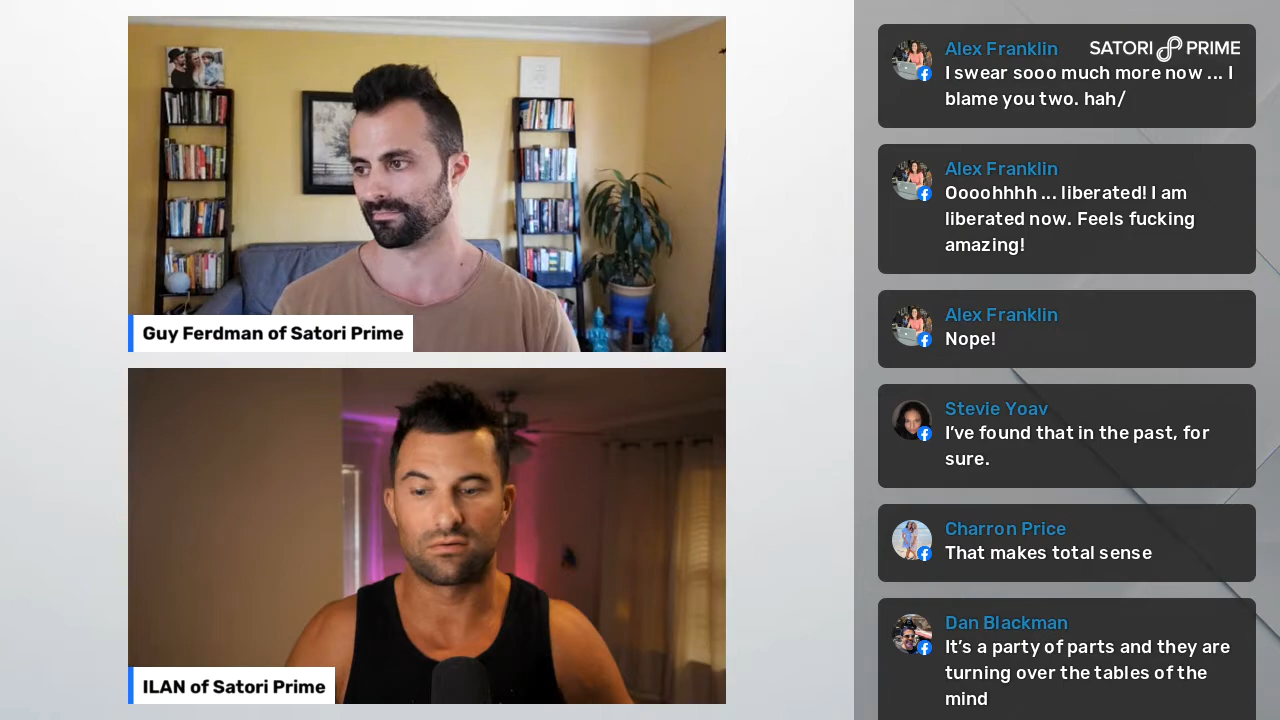 Guy Ferdman of Satori Prime
ILAN of Satori Prime
SATORI PRIME
Alex Franklin
I swear sooo much more now ... I
blame you two. hah/
Alex Franklin
Oooohhhh ... liberated! I am
liberated now. Feels fucking
amazing!
Alex Franklin
Nope!
Stevie Yoav
I've found that in the past, for
sure.
Charron Price
That makes total sense
Dan Blackman
It's a party of parts and they are
turning over the tables of the
mind